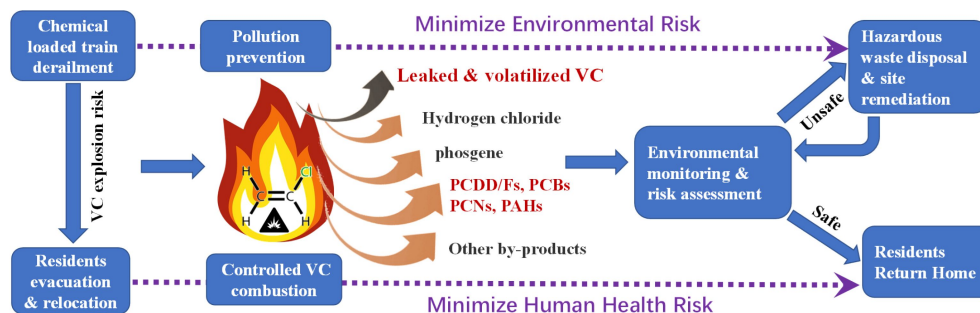 Chemical
loaded train
derailment
Pollution
prevention
Minimize Environmental Risk
Hazardous
waste disposal
& site
remediation
VC explosion risk
Leaked & volatilized VC
Hydrogen chloride
phosgene
PCDD/Fs, PCBs
PCNs, PAHs
Other by-products
H
Cl
C
C
H
H
Environmental
monitoring &
risk assessment
Unsafe
Safe
Residents
evacuation
& relocation
Controlled VC
combustion
Minimize Human Health Risk
Residents
Return Home